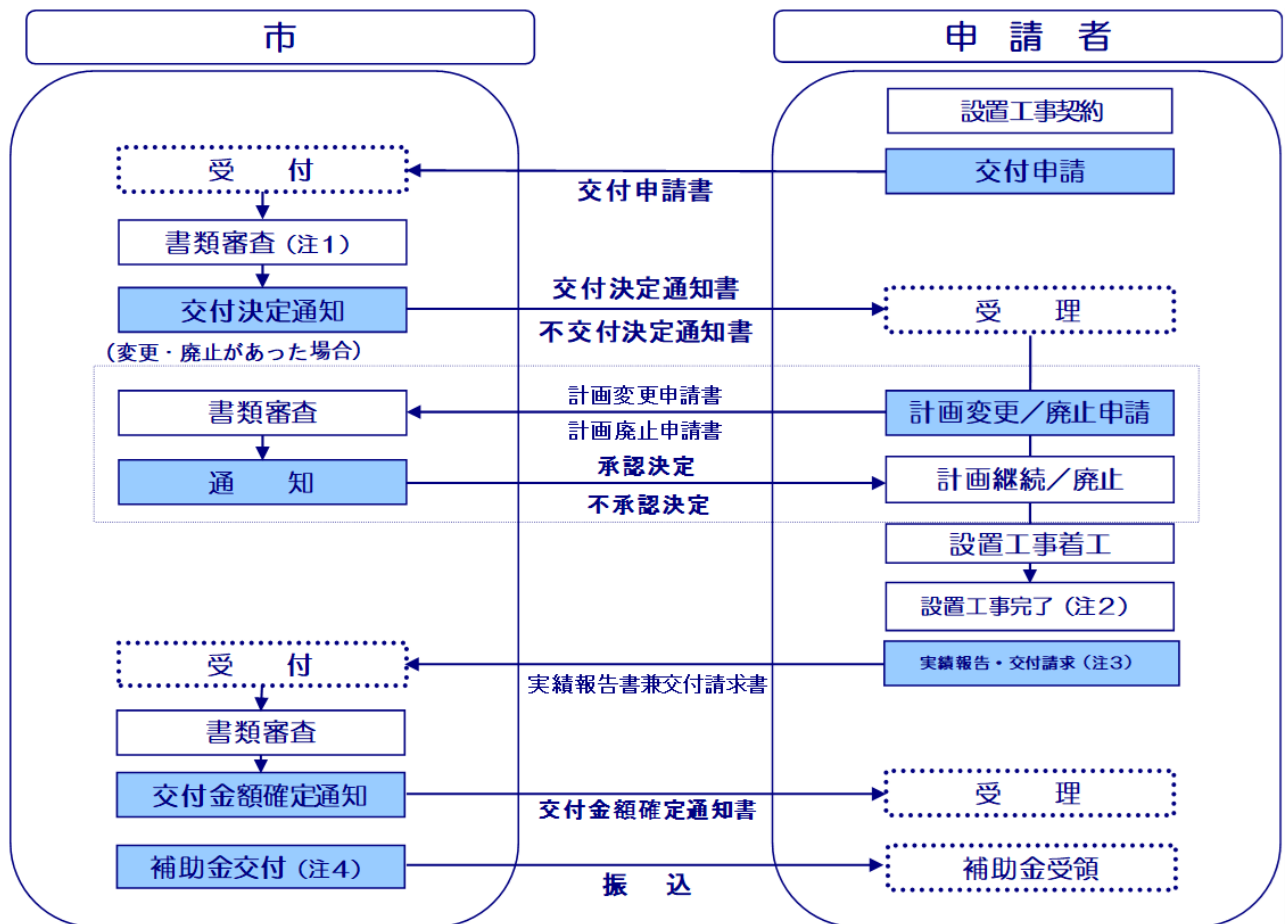 市
申 請 者
設置工事契約
受 付
交付申請
交付申請書
書類審査（注１）
交付決定通知
交付決定通知書
不交付決定通知書
受 理
(変更・廃止があった場合)
書類審査
計画変更申請書
計画廃止申請書
計画変更／廃止申請
通 知
承認決定
不承認決定
計画継続／廃止
設置工事着工
設置工事完了（注２）
受 付
実績報告書兼交付請求書
実績報告・交付請求（注３）
書類審査
交付金額確定通知
交付金額確定通知書
受 理
補助金交付（注４）
振 込
補助金受領